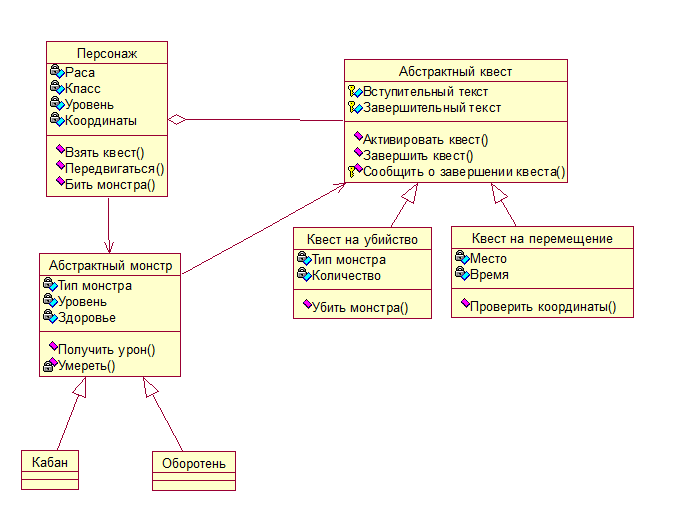 Персонаж
Раса
Класс
Уровень
Координаты
Взять квест()
Передвигаться()
Бить монстра()
Абстрактный квест
Вступительный текст
Завершительный текст
Активировать квест()
Завершить квест()
Сообщить о завершении квеста()
Абстрактный монстр
Тип монстра
Уровень
Здоровье
Получить урон()
Умереть()
Квест на убийство
Тип монстра
Количество
Убить монстра()
Квест на перемещение
Место
Время
Проверить координаты()
Кабан
Оборотень